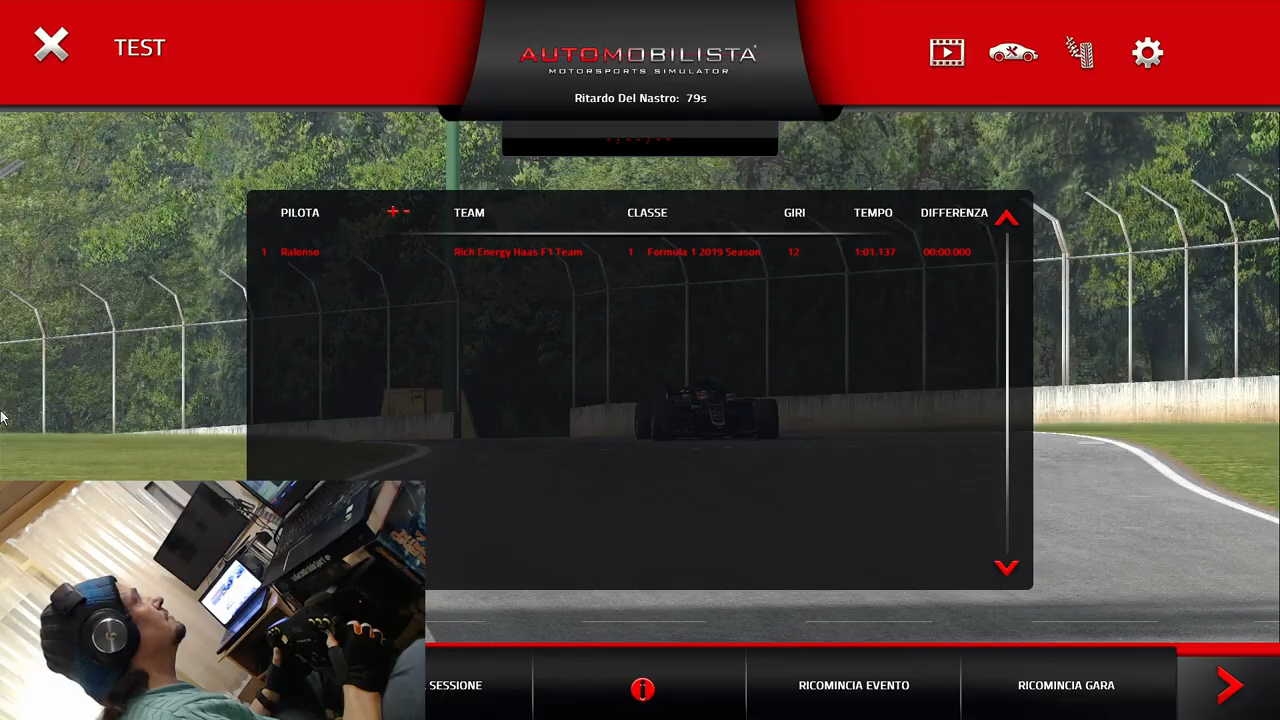 TEST
AUTOMOBILISTA
MOTORSPORTS SIMULATOR
Ritardo Del Nastro: 79s
PILOTA + - TEAM CLASSE GIRI TEMPO DIFFERENZA
1 Ralonso Rich Energy Haas F1 Team 1 Formula 1 2019 Season 12 1:01.137 00:00.000
SESSIONE
RICOMINCIA EVENTO
RICOMINCIA GARA